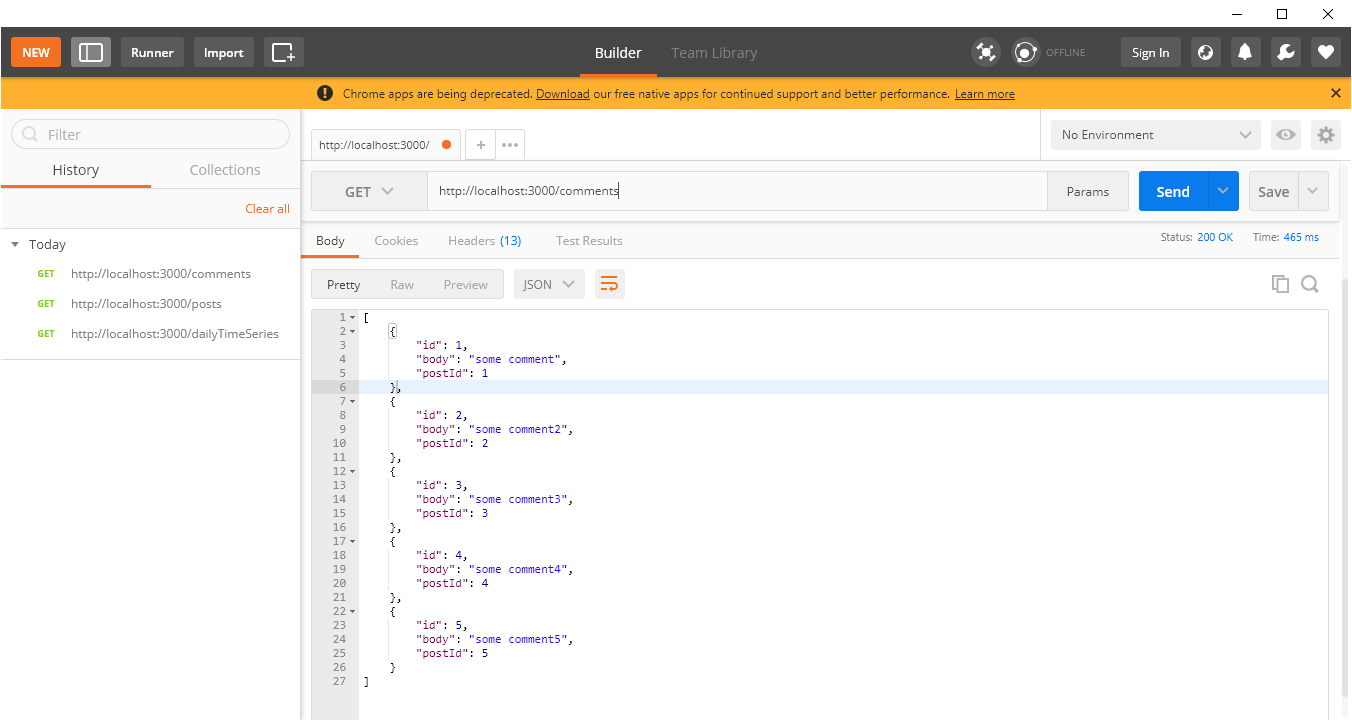 NEW Runner Import Builder Team Library OFFLINE Sign In
! Chrome apps are being deprecated. Download our free native apps for continued support and better performance. Learn more
Filter
History Collections
Clear all
Today
GET http://localhost:3000/comments
GET http://localhost:3000/posts
GET http://localhost:3000/dailyTimeSeries
http://localhost:3000/ + •••
No Environment
GET http://localhost:3000/comments Params Send Save
Body Cookies Headers (13) Test Results Status: 200 OK Time: 465 ms
Pretty Raw Preview JSON
1 [
2 {
3 "id": 1,
4 "body": "some comment",
5 "postId": 1
6 },
7 {
8 "id": 2,
9 "body": "some comment2",
10 "postId": 2
11 },
12 {
13 "id": 3,
14 "body": "some comment3",
15 "postId": 3
16 },
17 {
18 "id": 4,
19 "body": "some comment4",
20 "postId": 4
21 },
22 {
23 "id": 5,
24 "body": "some comment5",
25 "postId": 5
26 }
27 ]